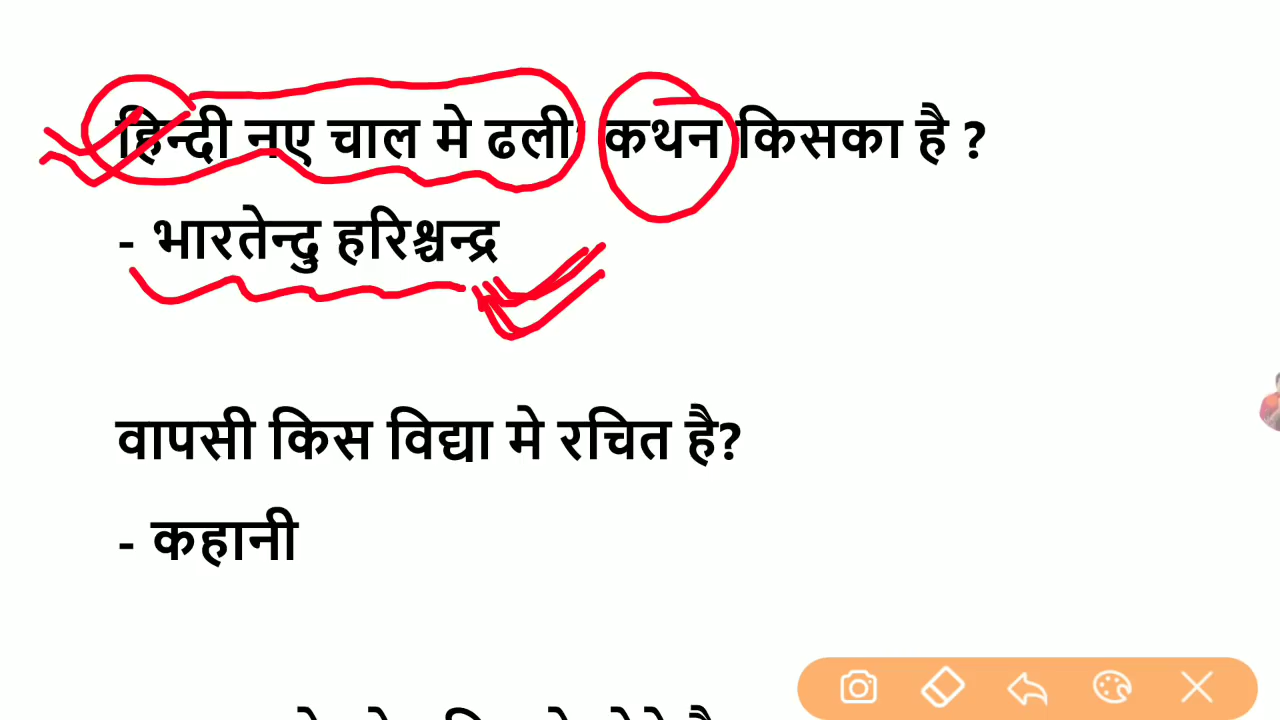 हिन्दी नए चाल मे ढली' कथन किसका है ?
- भारतेन्दु हरिश्चन्द्र
वापसी किस विद्या मे रचित है?
- कहानी